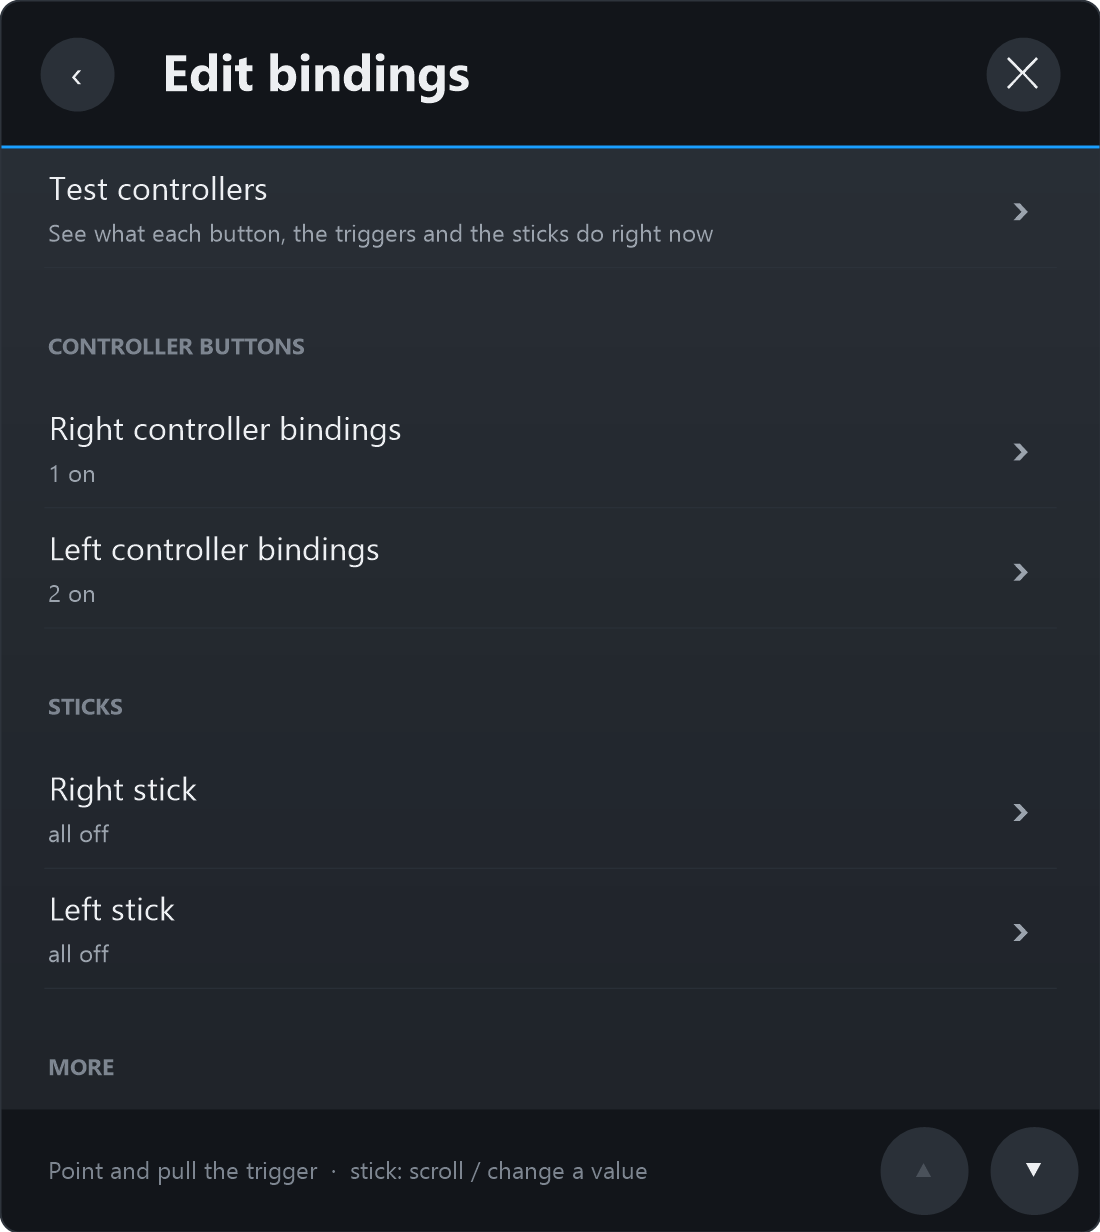 ‹ Edit bindings
Test controllers
See what each button, the triggers and the sticks do right now
CONTROLLER BUTTONS
Right controller bindings
1 on
Left controller bindings
2 on
STICKS
Right stick
all off
Left stick
all off
MORE
Point and pull the trigger · stick: scroll / change a value